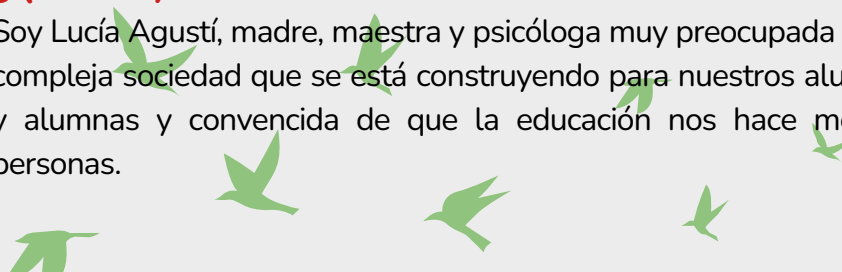 Soy Lucía Agustí, madre, maestra y psicóloga muy preocupada
compleja sociedad que se está construyendo para nuestros alu
y alumnas y convencida de que la educación nos hace m
personas.